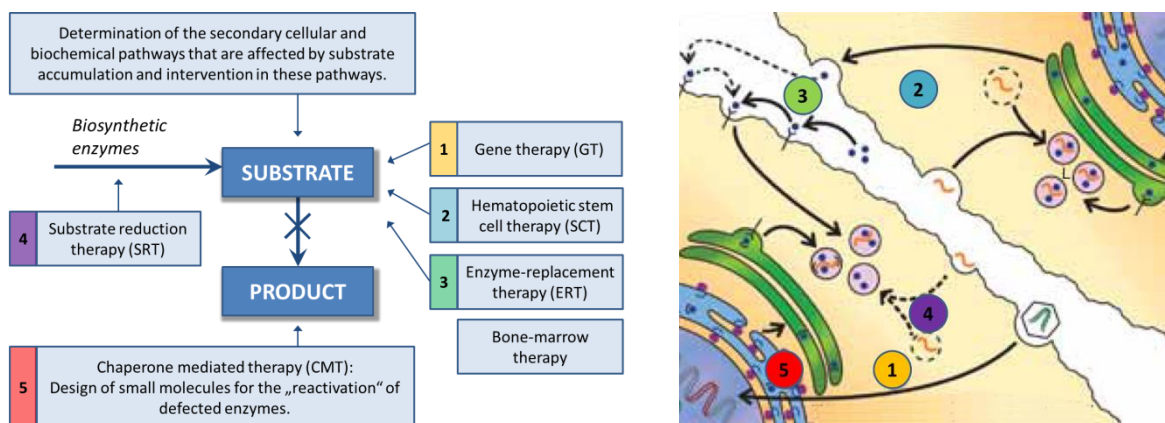 Determination of the secondary cellular and
biochemical pathways that are affected by substrate
accumulation and intervention in these pathways.
Biosynthetic
enzymes
SUBSTRATE
PRODUCT
4
Substrate reduction
therapy (SRT)
1
Gene therapy (GT)
2
Hematopoietic stem
cell therapy (SCT)
3
Enzyme-replacement
therapy (ERT)
Bone-marrow
therapy
5
Chaperone mediated therapy (CMT):
Design of small molecules for the „reactivation“ of
defected enzymes.
3
2
L
4
5
1